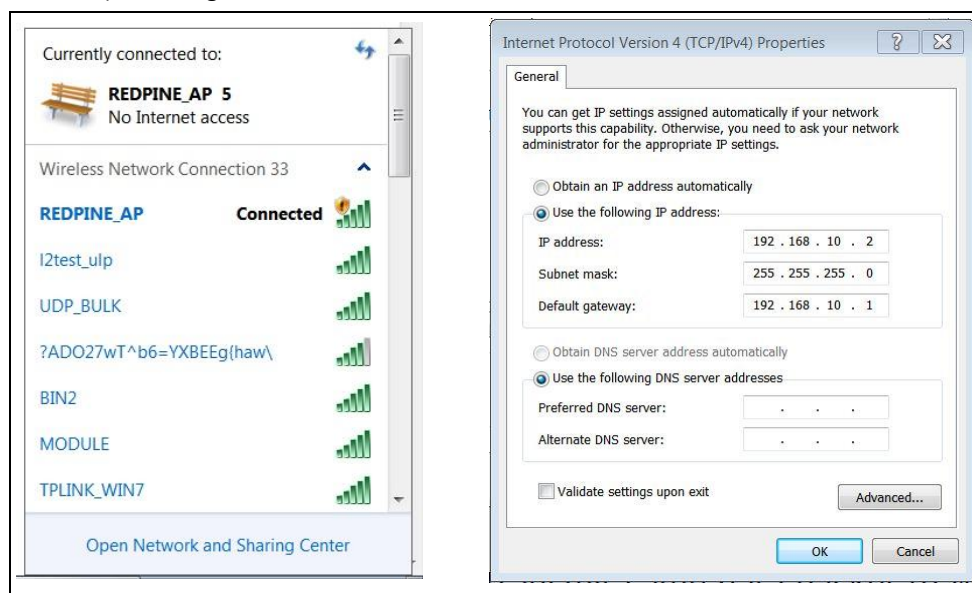 Currently connected to:
REDPINE_AP 5
No Internet access
Wireless Network Connection 33
REDPINE_AP Connected
l2test_ulp
UDP_BULK
?ADO27wT^b6=YXBEEg{haw\
BIN2
MODULE
TPLINK_WIN7
Open Network and Sharing Center
Internet Protocol Version 4 (TCP/IPv4) Properties
General
You can get IP settings assigned automatically if your network
supports this capability. Otherwise, you need to ask your network
administrator for the appropriate IP settings.
Obtain an IP address automatically
Use the following IP address:
IP address: 192 . 168 . 10 . 2
Subnet mask: 255 . 255 . 255 . 0
Default gateway: 192 . 168 . 10 . 1
Obtain DNS server address automatically
Use the following DNS server addresses
Preferred DNS server: . . .
Alternate DNS server: . . .
Validate settings upon exit
Advanced...
OK Cancel